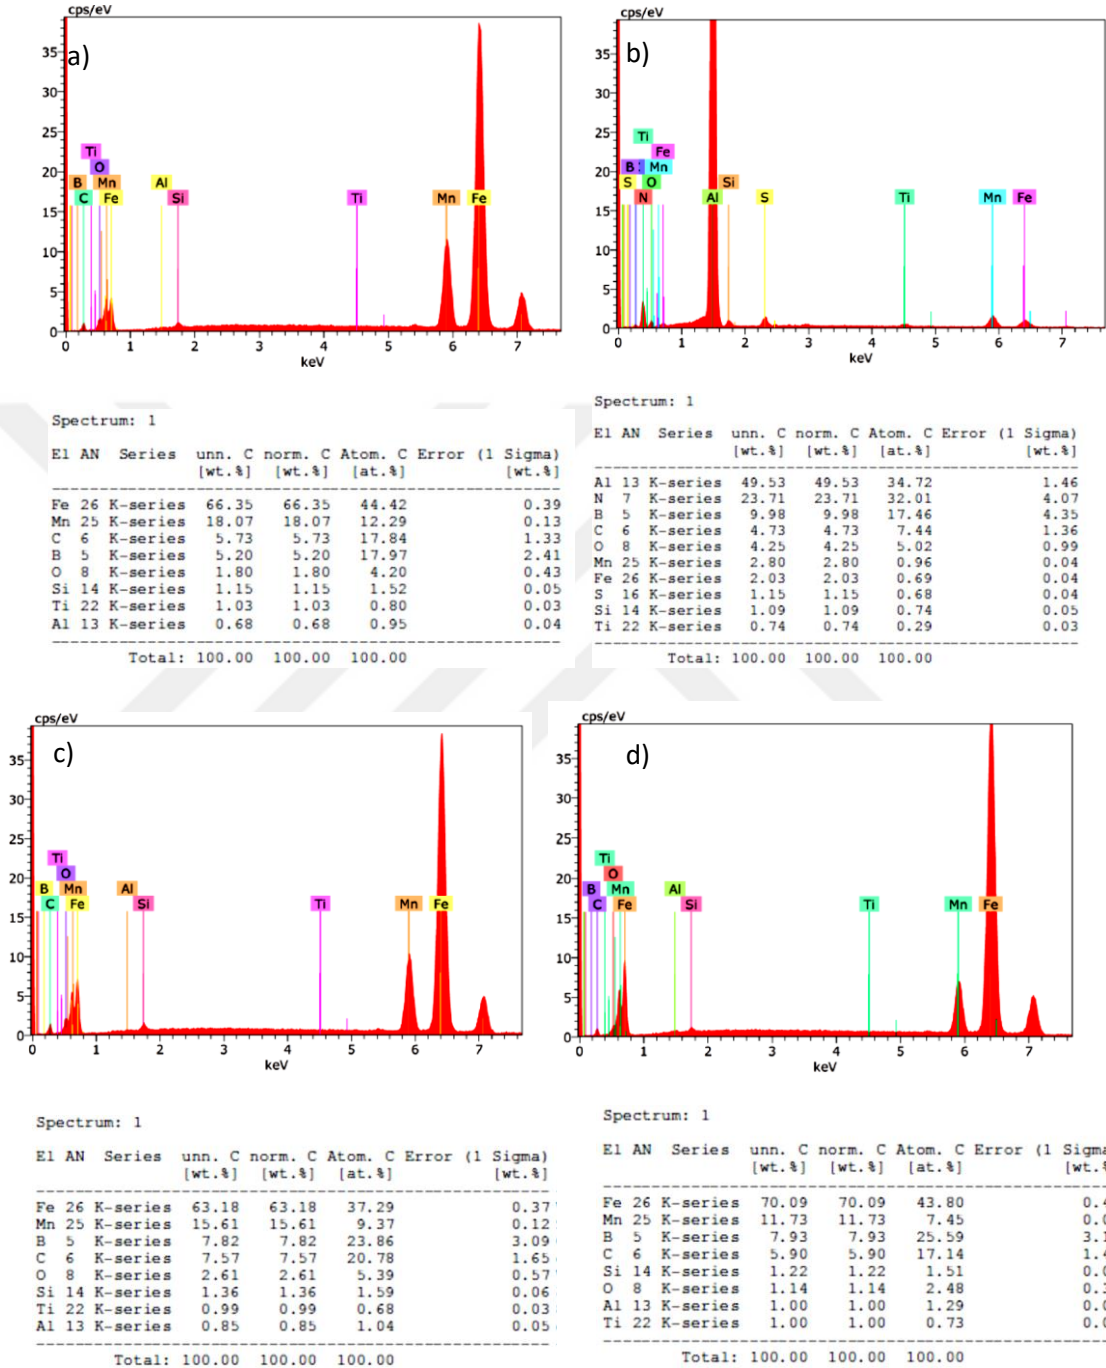 cps/eV
a)
35
30
25
20
15
10
5
0
Ti
O
B Mn Al
C Fe Si Ti Mn Fe
0 1 2 3 4 5 6 7
keV
cps/eV
b)
35
30
25
20
15
10
5
0
Ti
Fe
B Mn
S O Si
N Al S Ti Mn Fe
0 1 2 3 4 5 6 7
keV
Spectrum: 1
El AN Series unn. C norm. C Atom. C Error (1 Sigma)
[wt.%] [wt.%] [at.%] [wt.%]
Fe 26 K-series 66.35 66.35 44.42 0.39
Mn 25 K-series 18.07 18.07 12.29 0.13
C 6 K-series 5.73 5.73 17.84 1.33
B 5 K-series 5.20 5.20 17.97 2.41
O 8 K-series 1.80 1.80 4.20 0.43
Si 14 K-series 1.15 1.15 1.52 0.05
Ti 22 K-series 1.03 1.03 0.80 0.03
Al 13 K-series 0.68 0.68 0.95 0.04
Total: 100.00 100.00 100.00
Spectrum: 1
El AN Series unn. C norm. C Atom. C Error (1 Sigma)
[wt.%] [wt.%] [at.%] [wt.%]
Al 13 K-series 49.53 49.53 34.72 1.46
N 7 K-series 23.71 23.71 32.01 4.07
B 5 K-series 9.98 9.98 17.46 4.35
C 6 K-series 4.73 4.73 7.44 1.36
O 8 K-series 4.25 4.25 5.02 0.99
Mn 25 K-series 2.80 2.80 0.96 0.04
Fe 26 K-series 2.03 2.03 0.69 0.04
S 16 K-series 1.15 1.15 0.68 0.04
Si 14 K-series 1.09 1.09 0.74 0.05
Ti 22 K-series 0.74 0.74 0.29 0.03
Total: 100.00 100.00 100.00
cps/eV
c)
35
30
25
20
15
10
5
0
Ti
O
B Mn Al
C Fe Si Ti Mn Fe
0 1 2 3 4 5 6 7
keV
cps/eV
d)
35
30
25
20
15
10
5
0
Ti
O
B Mn Al
C Fe Si Ti Mn Fe
0 1 2 3 4 5 6 7
keV
Spectrum: 1
El AN Series unn. C norm. C Atom. C Error (1 Sigma)
[wt.%] [wt.%] [at.%] [wt.%]
Fe 26 K-series 63.18 63.18 37.29 0.37
Mn 25 K-series 15.61 15.61 9.37 0.12
B 5 K-series 7.82 7.82 23.86 3.09
C 6 K-series 7.57 7.57 20.78 1.65
O 8 K-series 2.61 2.61 5.39 0.57
Si 14 K-series 1.36 1.36 1.59 0.06
Ti 22 K-series 0.99 0.99 0.68 0.03
Al 13 K-series 0.85 0.85 1.04 0.05
Total: 100.00 100.00 100.00
Spectrum: 1
El AN Series unn. C norm. C Atom. C Error (1 Sigma
[wt.%] [wt.%] [at.%] [wt.%
Fe 26 K-series 70.09 70.09 43.80 0.4
Mn 25 K-series 11.73 11.73 7.45 0.0
B 5 K-series 7.93 7.93 25.59 3.1
C 6 K-series 5.90 5.90 17.14 1.4
Si 14 K-series 1.22 1.22 1.51 0.0
O 8 K-series 1.14 1.14 2.48 0.3
Al 13 K-series 1.00 1.00 1.29 0.0
Ti 22 K-series 1.00 1.00 0.73 0.0
Total: 100.00 100.00 100.00